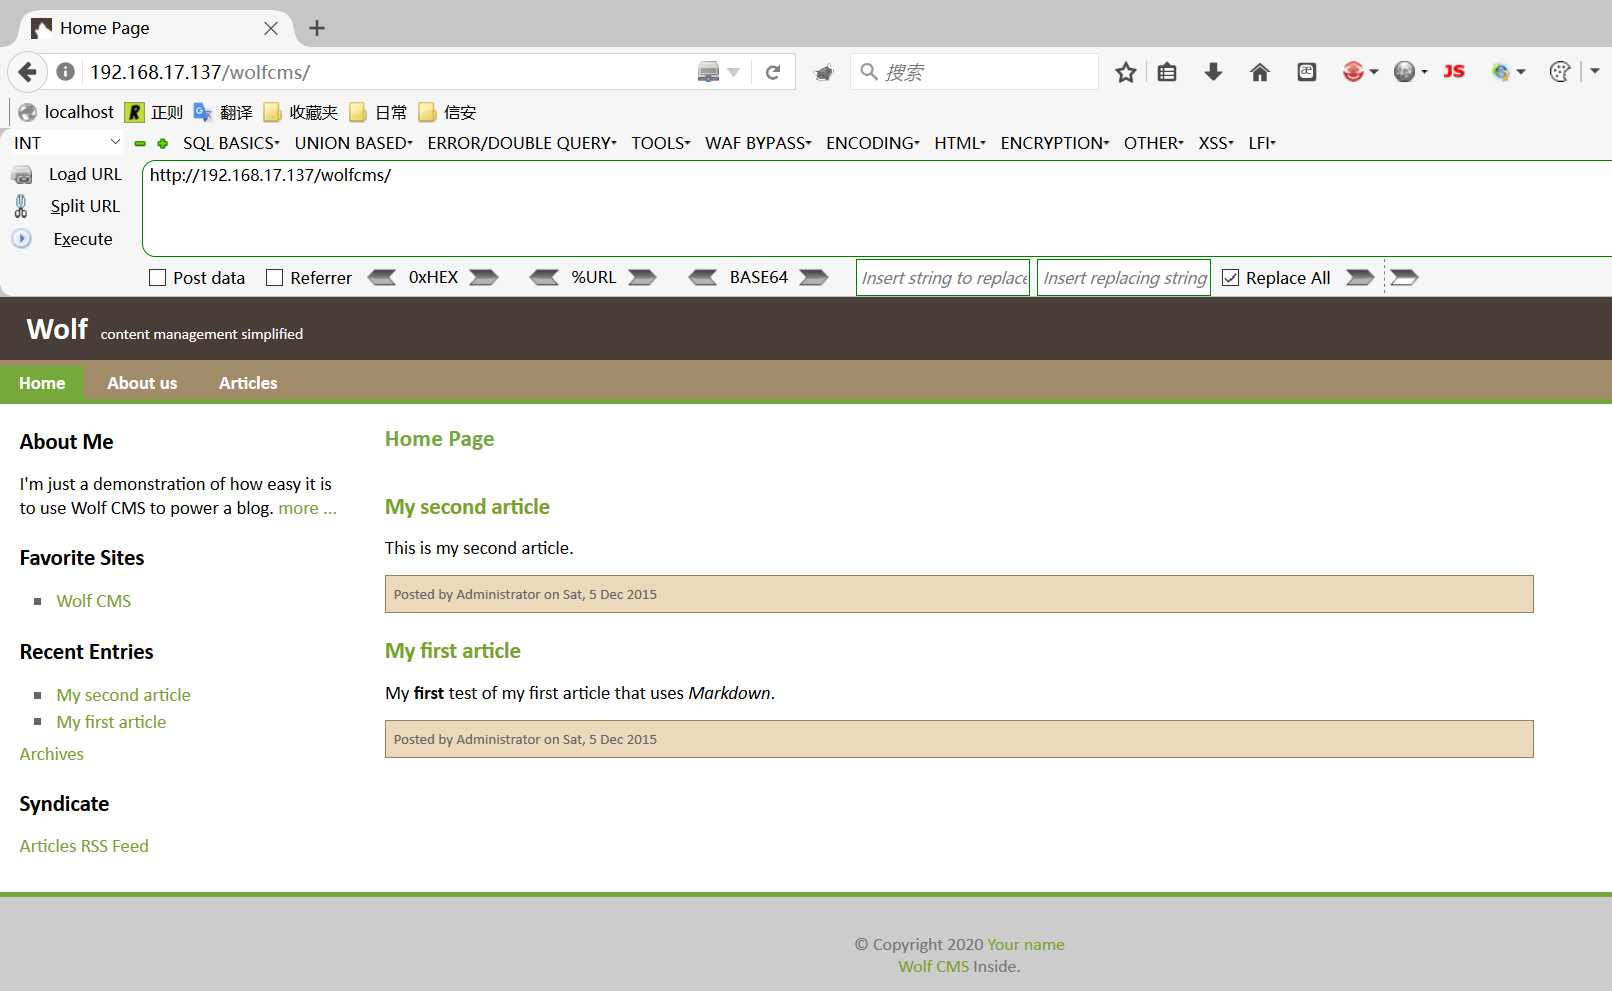 Home Page
192.168.17.137/wolfcms/
搜索
æ
JS
localhost R 正则 翻译 收藏夹 日常 信安
INT SQL BASICS UNION BASED ERROR/DOUBLE QUERY TOOLS WAF BYPASS ENCODING HTML ENCRYPTION OTHER XSS LFI
Load URL
http://192.168.17.137/wolfcms/
Split URL
Execute
Post data Referrer 0xHEX %URL BASE64 Insert string to replace Insert replacing string Replace All
Wolf content management simplified
Home About us Articles
About Me
I'm just a demonstration of how easy it is
to use Wolf CMS to power a blog. more ...
Favorite Sites
Wolf CMS
Recent Entries
My second article
My first article
Archives
Syndicate
Articles RSS Feed
Home Page
My second article
This is my second article.
Posted by Administrator on Sat, 5 Dec 2015
My first article
My first test of my first article that uses Markdown.
Posted by Administrator on Sat, 5 Dec 2015
© Copyright 2020 Your name
Wolf CMS Inside.